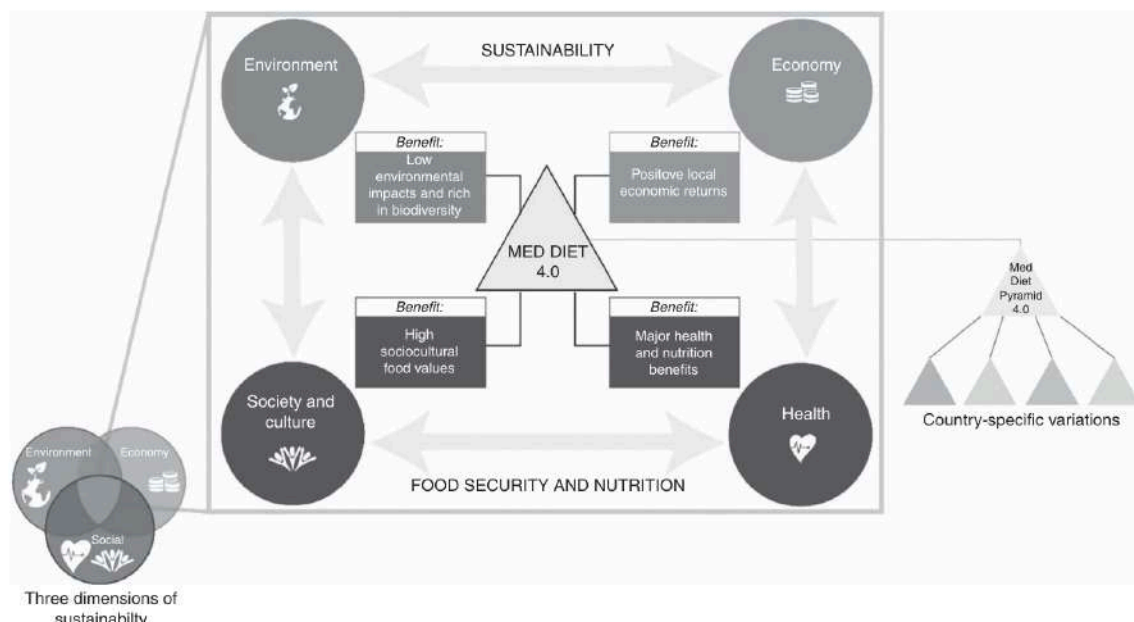 SUSTAINABILITY
Environment
Economy
Benefit:
Low
environmental
impacts and rich
in biodiversity
Benefit:
Positove local
economic returns
MED DIET
4.0
Med
Diet
Pyramid
4.0
Benefit:
High
sociocultural
food values
Benefit:
Major health
and nutrition
benefits
Society and
culture
Health
Country-specific variations
FOOD SECURITY AND NUTRITION
Environment
Economy
Social
Three dimensions of
sustainabilty